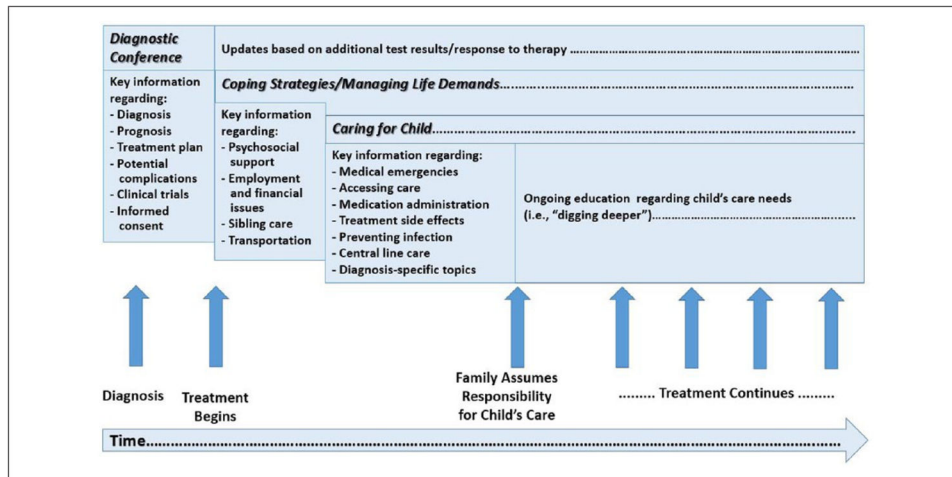 Diagnostic
Conference
Updates based on additional test results/response to therapy ……………………………………………………
Key information
regarding:
- Diagnosis
- Prognosis
- Treatment plan
- Potential
complications
- Clinical trials
- Informed
consent
Coping Strategies/Managing Life Demands………………………………………………………………
Key information
regarding:
- Psychosocial
support
- Employment
and financial
issues
- Sibling care
- Transportation
Caring for Child……………………………………………………………………………………
Key information regarding:
- Medical emergencies
- Accessing care
- Medication administration
- Treatment side effects
- Preventing infection
- Central line care
- Diagnosis-specific topics
Ongoing education regarding child's care needs
(i.e., "digging deeper")……………………………………………………
Diagnosis
Treatment
Begins
Family Assumes
Responsibility
for Child's Care
……… Treatment Continues ………
Time……………………………………………………………………………………………………………………